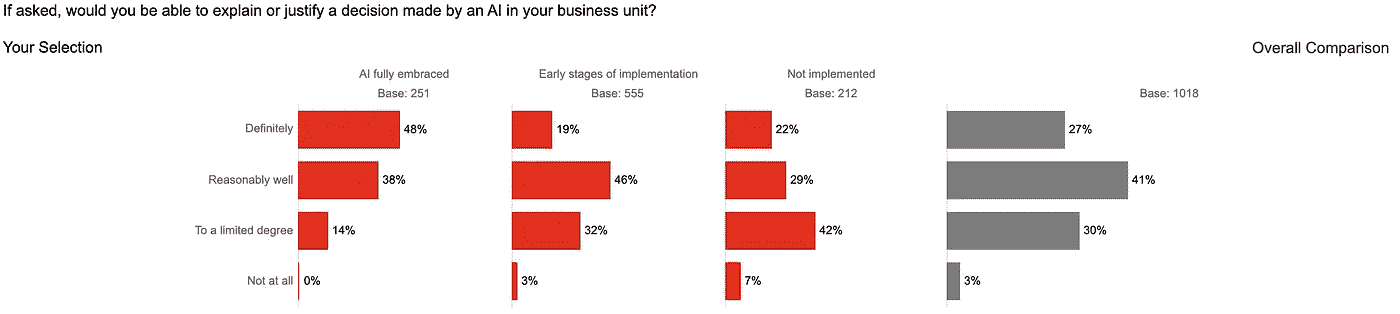 If asked, would you be able to explain or justify a decision made by an AI in your business unit?
Your Selection
Overall Comparison
AI fully embraced
Early stages of implementation
Not implemented
Base: 251
Base: 555
Base: 212
Base: 1018
Definitely
48%
19%
22%
27%
Reasonably well
38%
46%
29%
41%
To a limited degree
14%
32%
42%
30%
Not at all
0%
3%
7%
3%